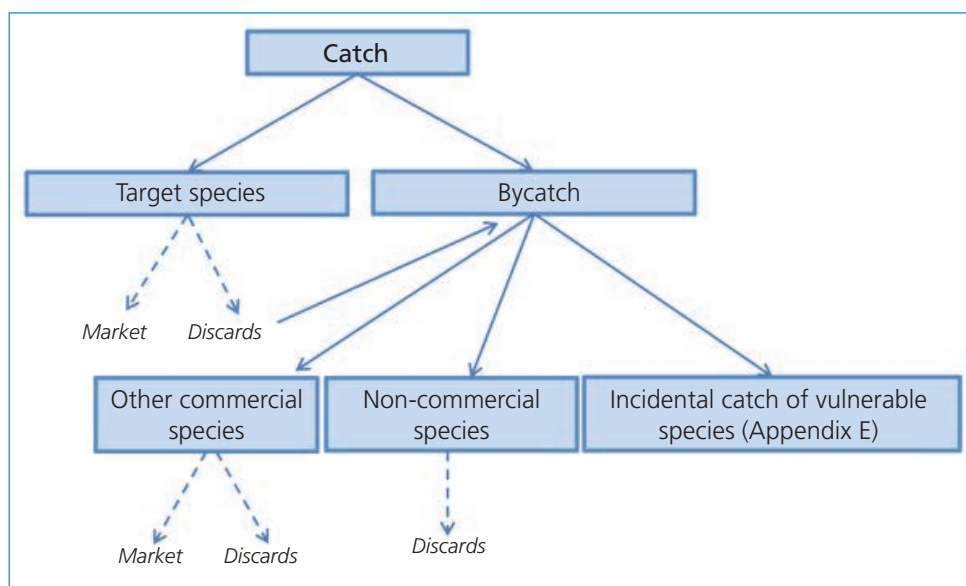 Catch
Target species
Bycatch
Market
Discards
Other commercial
species
Non-commercial
species
Incidental catch of vulnerable
species (Appendix E)
Market
Discards
Discards